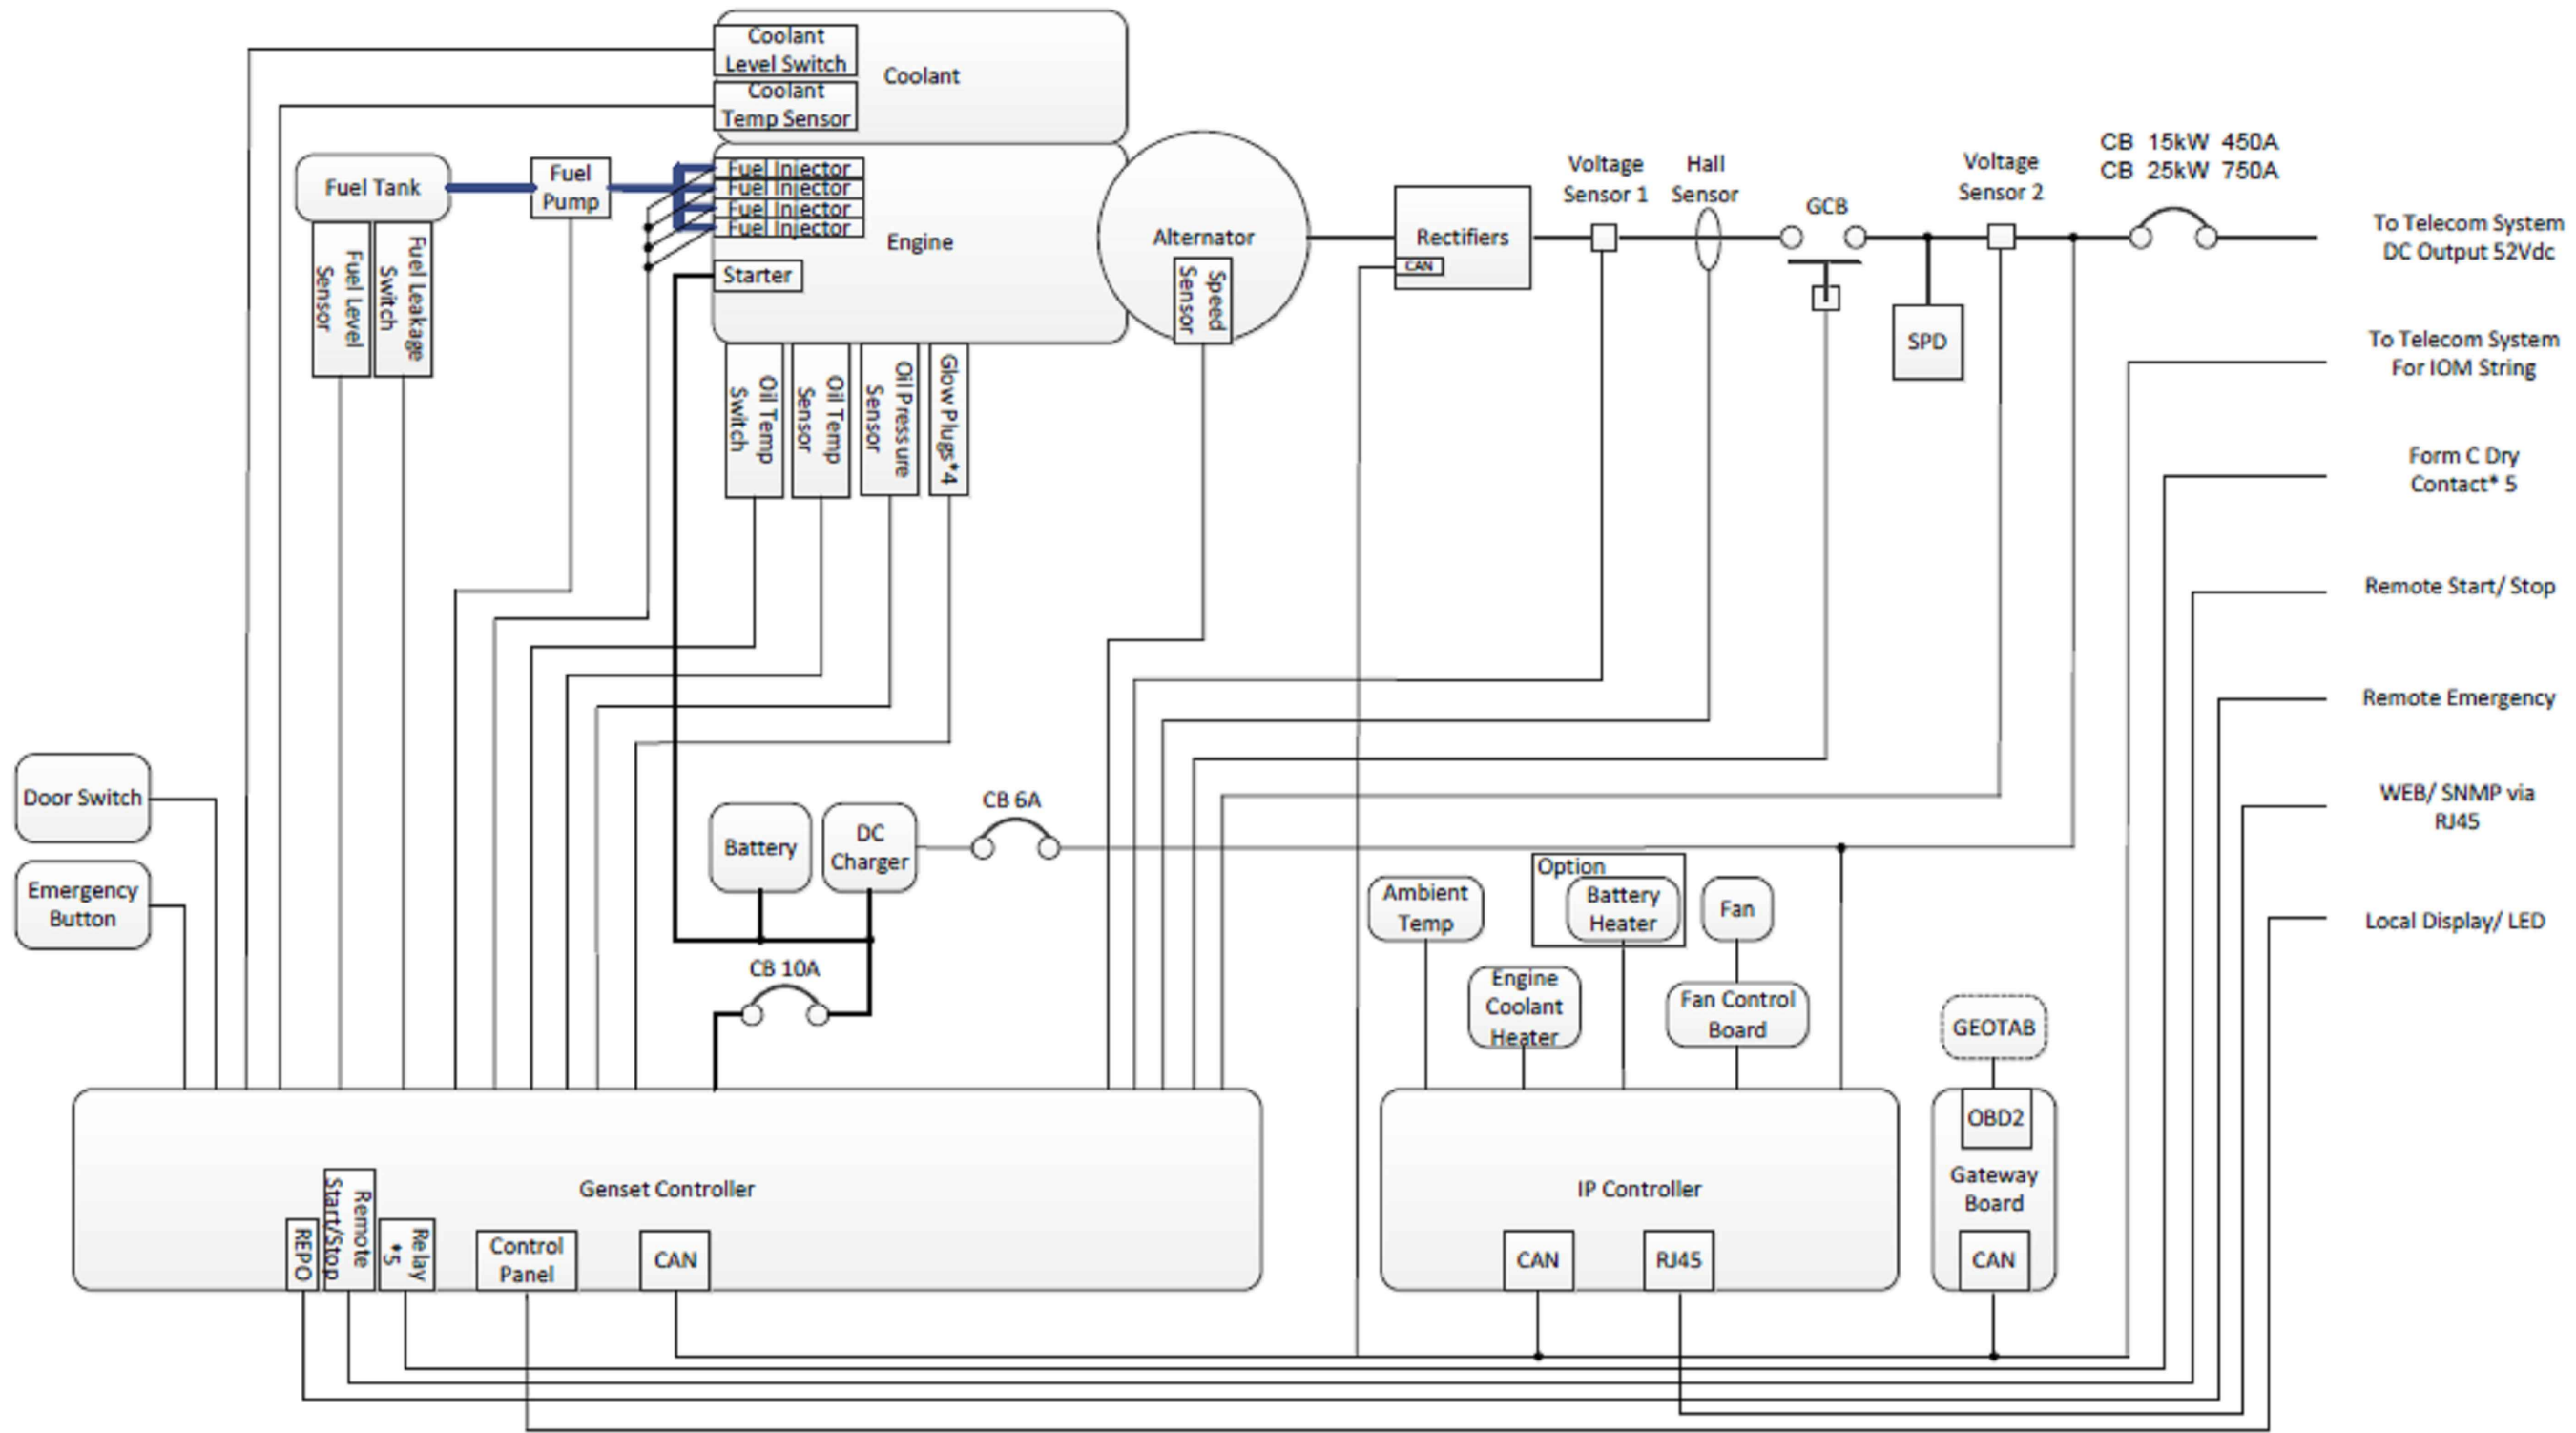 Coolant
Level Switch
Coolant
Coolant
Temp Sensor
CB 15kW 450A
CB 25kW 750A
Fuel Tank
Fuel
Pump
Fuel Injector
Fuel Injector
Fuel Injector
Fuel Injector
Engine
Starter
Alternator
Speed
Sensor
Rectifiers
CAN
Voltage
Sensor 1
Hall
Sensor
GCB
Voltage
Sensor 2
SPD
To Telecom System
DC Output 52Vdc
To Telecom System
For IOM String
Fuel Level
Sensor
Fuel Leakage
Switch
Oil Temp
Switch
Oil Temp
Sensor
Oil Pressure
Sensor
Glow Plugs*4
Form C Dry
Contact* 5
Remote Start/ Stop
Remote Emergency
WEB/ SNMP via
RJ45
Local Display/ LED
Door Switch
Emergency
Button
Battery
DC
Charger
CB 6A
CB 10A
Ambient
Temp
Option
Battery
Heater
Fan
Engine
Coolant
Heater
Fan Control
Board
GEOTAB
OBD2
Gateway
Board
CAN
Genset Controller
REPO
Remote
Start/Stop
Relay
*5
Control
Panel
CAN
IP Controller
CAN
RJ45